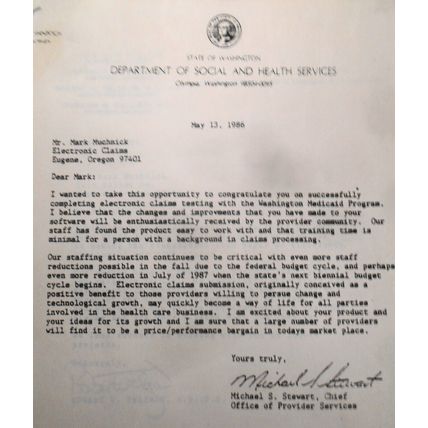 STATE OF WASHINGTON
DEPARTMENT OF SOCIAL AND HEALTH SERVICES
Olympia, Washington
May 13, 1986
Mr. Mark Muchnick
Electronic Claims
Eugene, Oregon 97401
Dear Mark:
I wanted to take this opportunity to congratulate you on successfully
completing electronic claims testing with the Washington Medicaid Program.
I believe that the changes and improvments that you have made to your
software will be enthusiastically received by the provider community. Our
staff has found the product easy to work with and that training time is
minimal for a person with a background in claims processing.
Our staffing situation continues to be critical with even more staff
reductions possible in the fall due to the federal budget cycle, and perhaps
even more reduction in July of 1987 when the state's next biennial budget
cycle begins. Electronic claims submission, originally conceived as a
positive benefit to those providers willing to persue change and
technological growth, may quickly become a way of life for all parties
involved in the health care business. I am excited about your product and
your ideas for its growth and I am sure that a large number of providers
will find it to be a price/performance bargain in todays market place.
Yours truly,
Michael S Stewart
Michael S. Stewart, Chief
Office of Provider Services